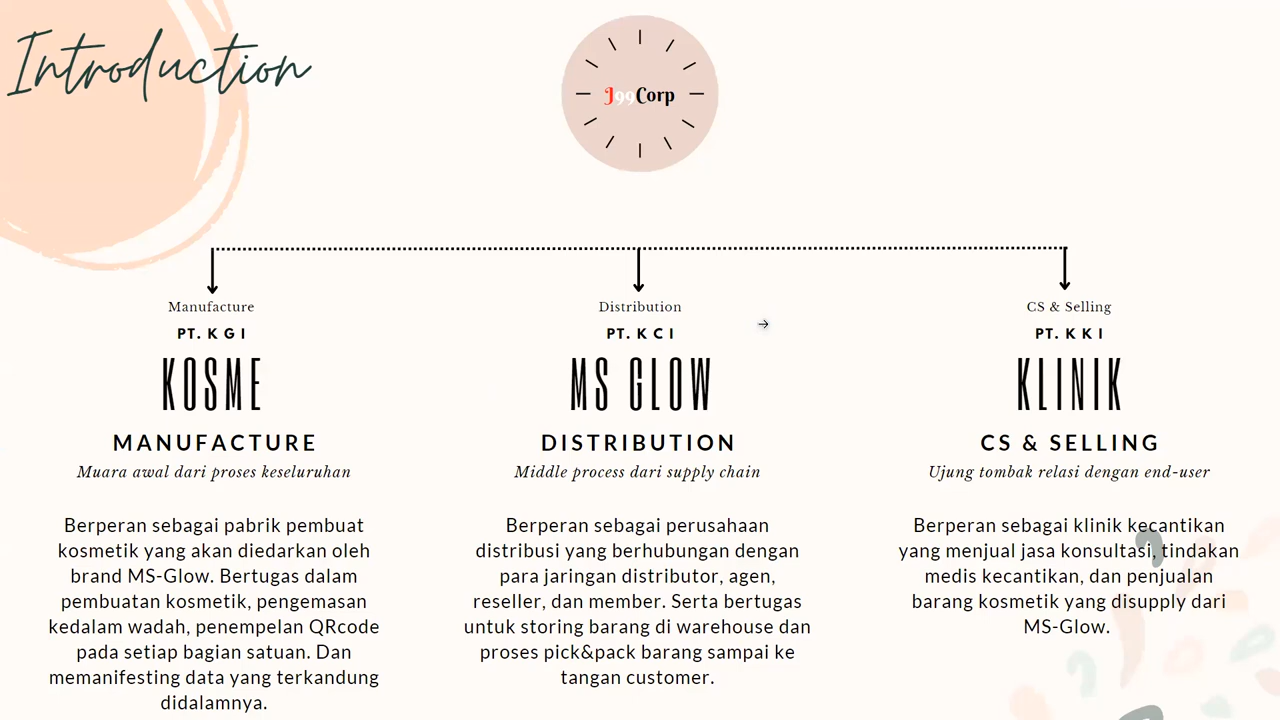 Introduction
J99Corp
Manufacture
PT. K G I
KOSME
MANUFACTURE
Muara awal dari proses keseluruhan
Berperan sebagai pabrik pembuat
kosmetik yang akan diedarkan oleh
brand MS-Glow. Bertugas dalam
pembuatan kosmetik, pengemasan
kedalam wadah, penempelan QRcode
pada setiap bagian satuan. Dan
memanifesting data yang terkandung
didalamnya.
Distribution
PT. K C I
MS GLOW
DISTRIBUTION
Middle process dari supply chain
Berperan sebagai perusahaan
distribusi yang berhubungan dengan
para jaringan distributor, agen,
reseller, dan member. Serta bertugas
untuk storing barang di warehouse dan
proses pick&pack barang sampai ke
tangan customer.
CS & Selling
PT. K K I
KLINIK
CS & SELLING
Ujung tombak relasi dengan end-user
Berperan sebagai klinik kecantikan
yang menjual jasa konsultasi, tindakan
medis kecantikan, dan penjualan
barang kosmetik yang disupply dari
MS-Glow.